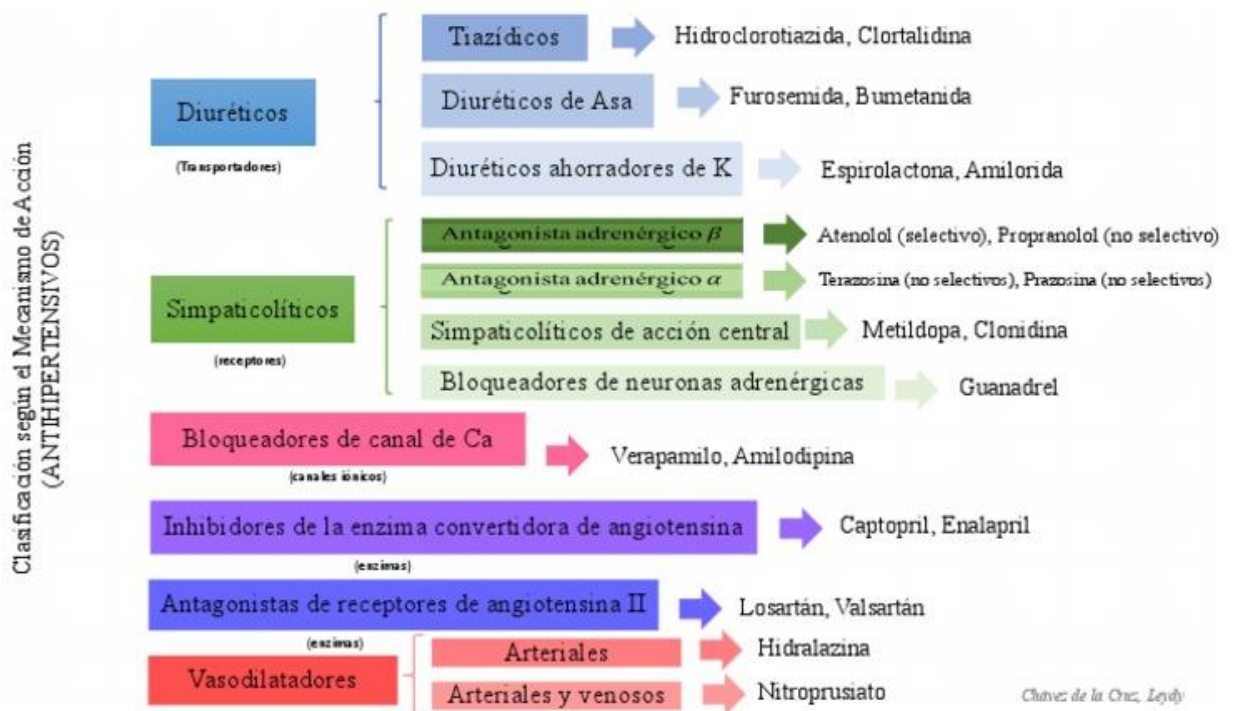 Clasificación según el Mecanismo de Acción
(ANTIHIPERTENSIVOS)
Diuréticos
(Transportadores)
Tiazídicos
Hidroclorotiazida, Clortalidina
Diuréticos de Asa
Furosemida, Bumetanida
Diuréticos ahorradores de K
Espirolactona, Amilorida
Simpaticolíticos
(receptores)
Antagonista adrenérgico β
Atenolol (selectivo), Propranolol (no selectivo)
Antagonista adrenérgico α
Terazosina (no selectivos), Prazosina (no selectivos)
Simpaticolíticos de acción central
Metildopa, Clonidina
Bloqueadores de neuronas adrenérgicas
Guanadrel
Bloqueadores de canal de Ca
(canales iónicos)
Verapamilo, Amilodipina
Inhibidores de la enzima convertidora de angiotensina
(enzimas)
Captopril, Enalapril
Antagonistas de receptores de angiotensina II
(enzimas)
Losartán, Valsartán
Vasodilatadores
Arteriales
Hidralazina
Arteriales y venosos
Nitroprusiato
Chávez de la Cruz, Leydy